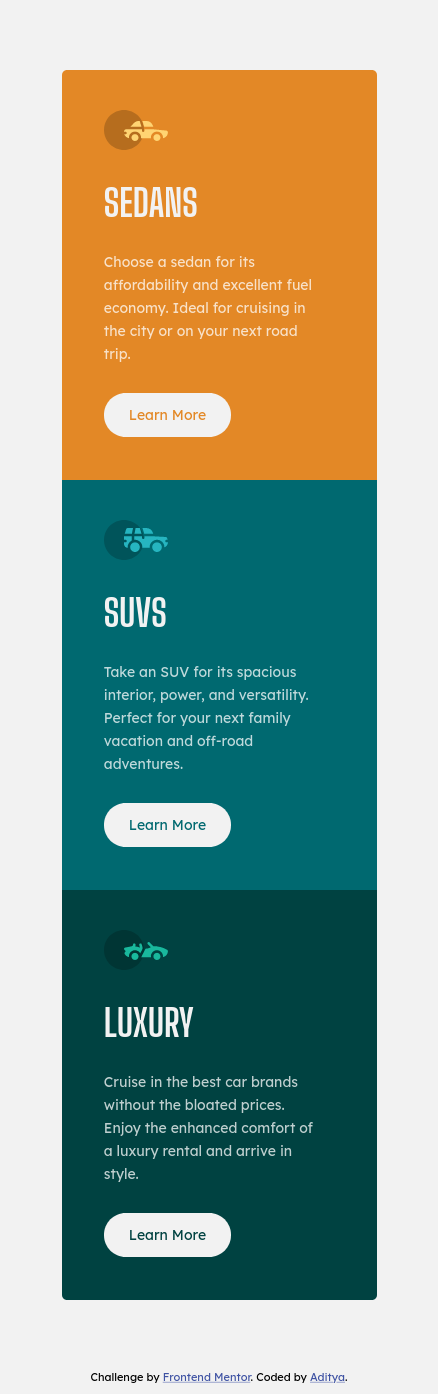 SEDANS
Choose a sedan for its
affordability and excellent fuel
economy. Ideal for cruising in
the city or on your next road
trip.
Learn More
SUVS
Take an SUV for its spacious
interior, power, and versatility.
Perfect for your next family
vacation and off-road
adventures.
Learn More
LUXURY
Cruise in the best car brands
without the bloated prices.
Enjoy the enhanced comfort of
a luxury rental and arrive in
style.
Learn More
Challenge by Frontend Mentor. Coded by Aditya.